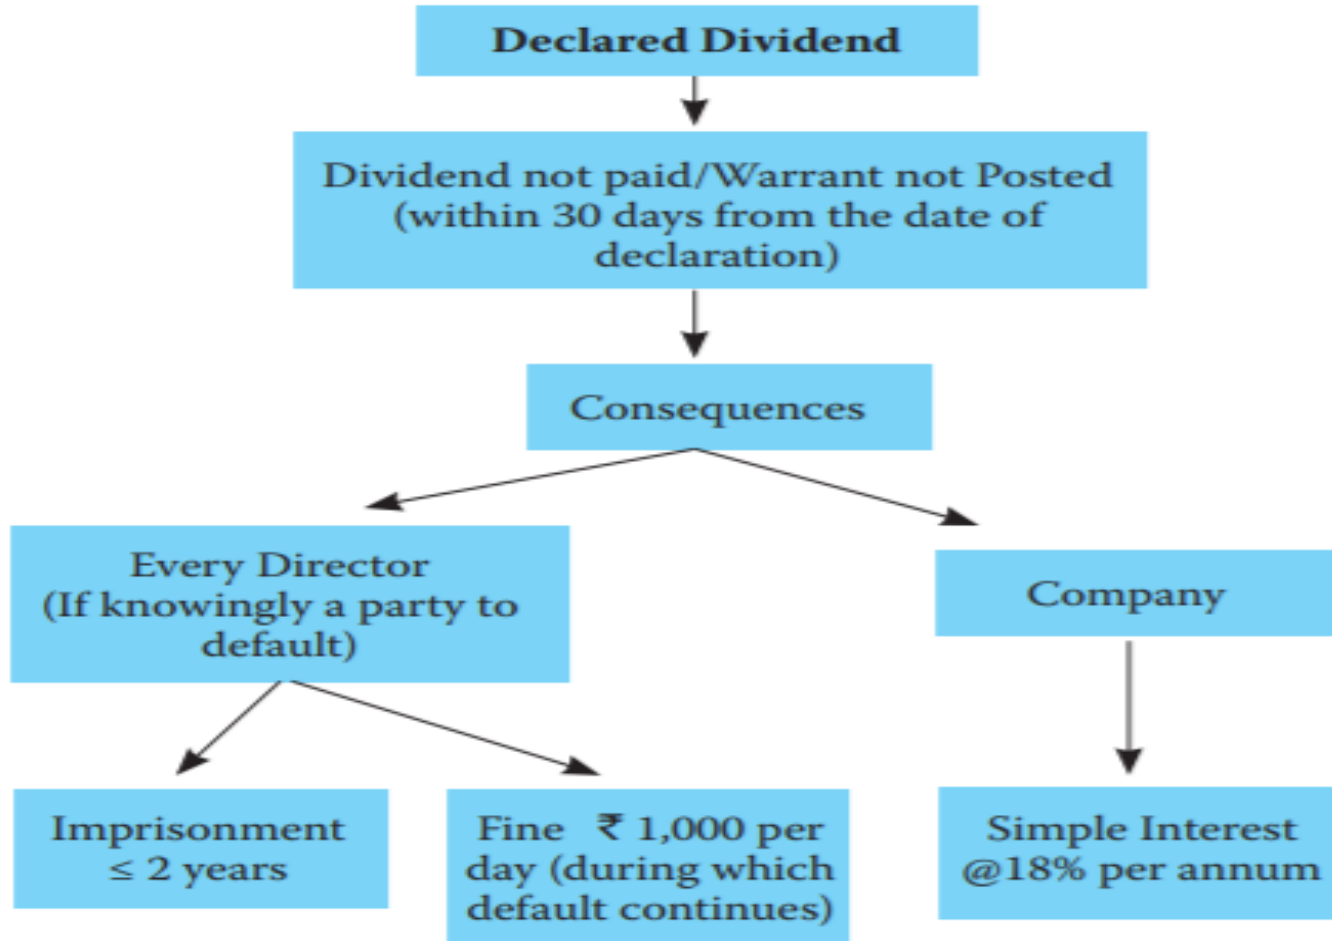 Declared Dividend
Dividend not paid/Warrant not Posted
(within 30 days from the date of
declaration)
Consequences
Every Director
(If knowingly a party to
default)
Company
Imprisonment
≤ 2 years
Fine ₹ 1,000 per
day (during which
default continues)
Simple Interest
@18% per annum